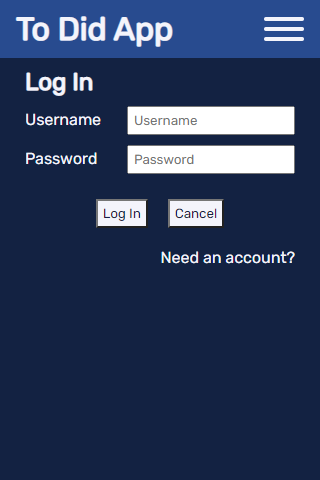 To Did App
Log In
Username Username
Password Password
Log In Cancel
Need an account?